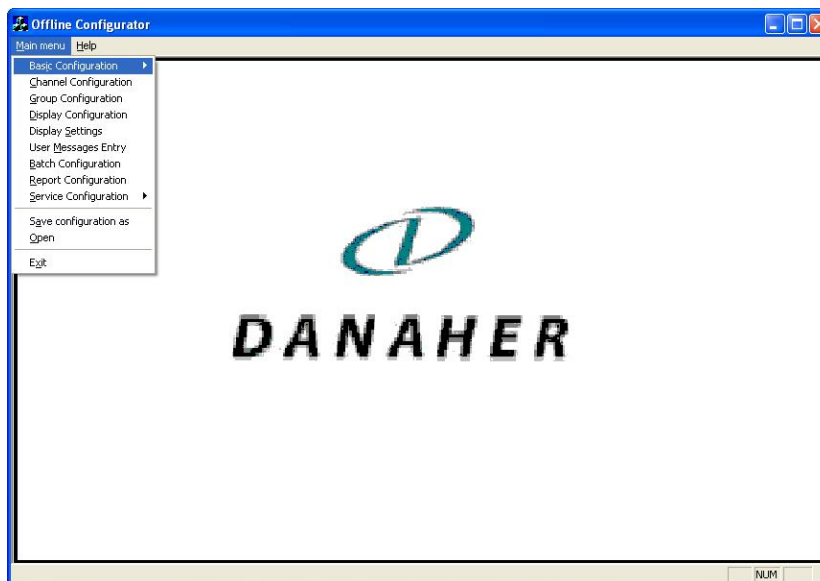 Offline Configurator
Main menu Help
Basic Configuration
Channel Configuration
Group Configuration
Display Configuration
Display Settings
User Messages Entry
Batch Configuration
Report Configuration
Service Configuration
Save configuration as
Open
Exit
DANAHER
NUM